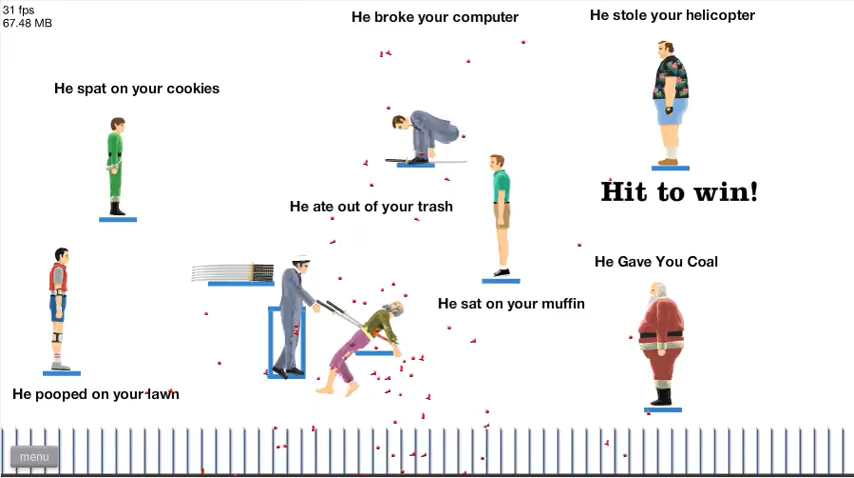 31 fps
67.48 MB
He broke your computer
He stole your helicopter
He spat on your cookies
Hit to win!
He ate out of your trash
He Gave You Coal
He sat on your muffin
He pooped on your lawn
menu